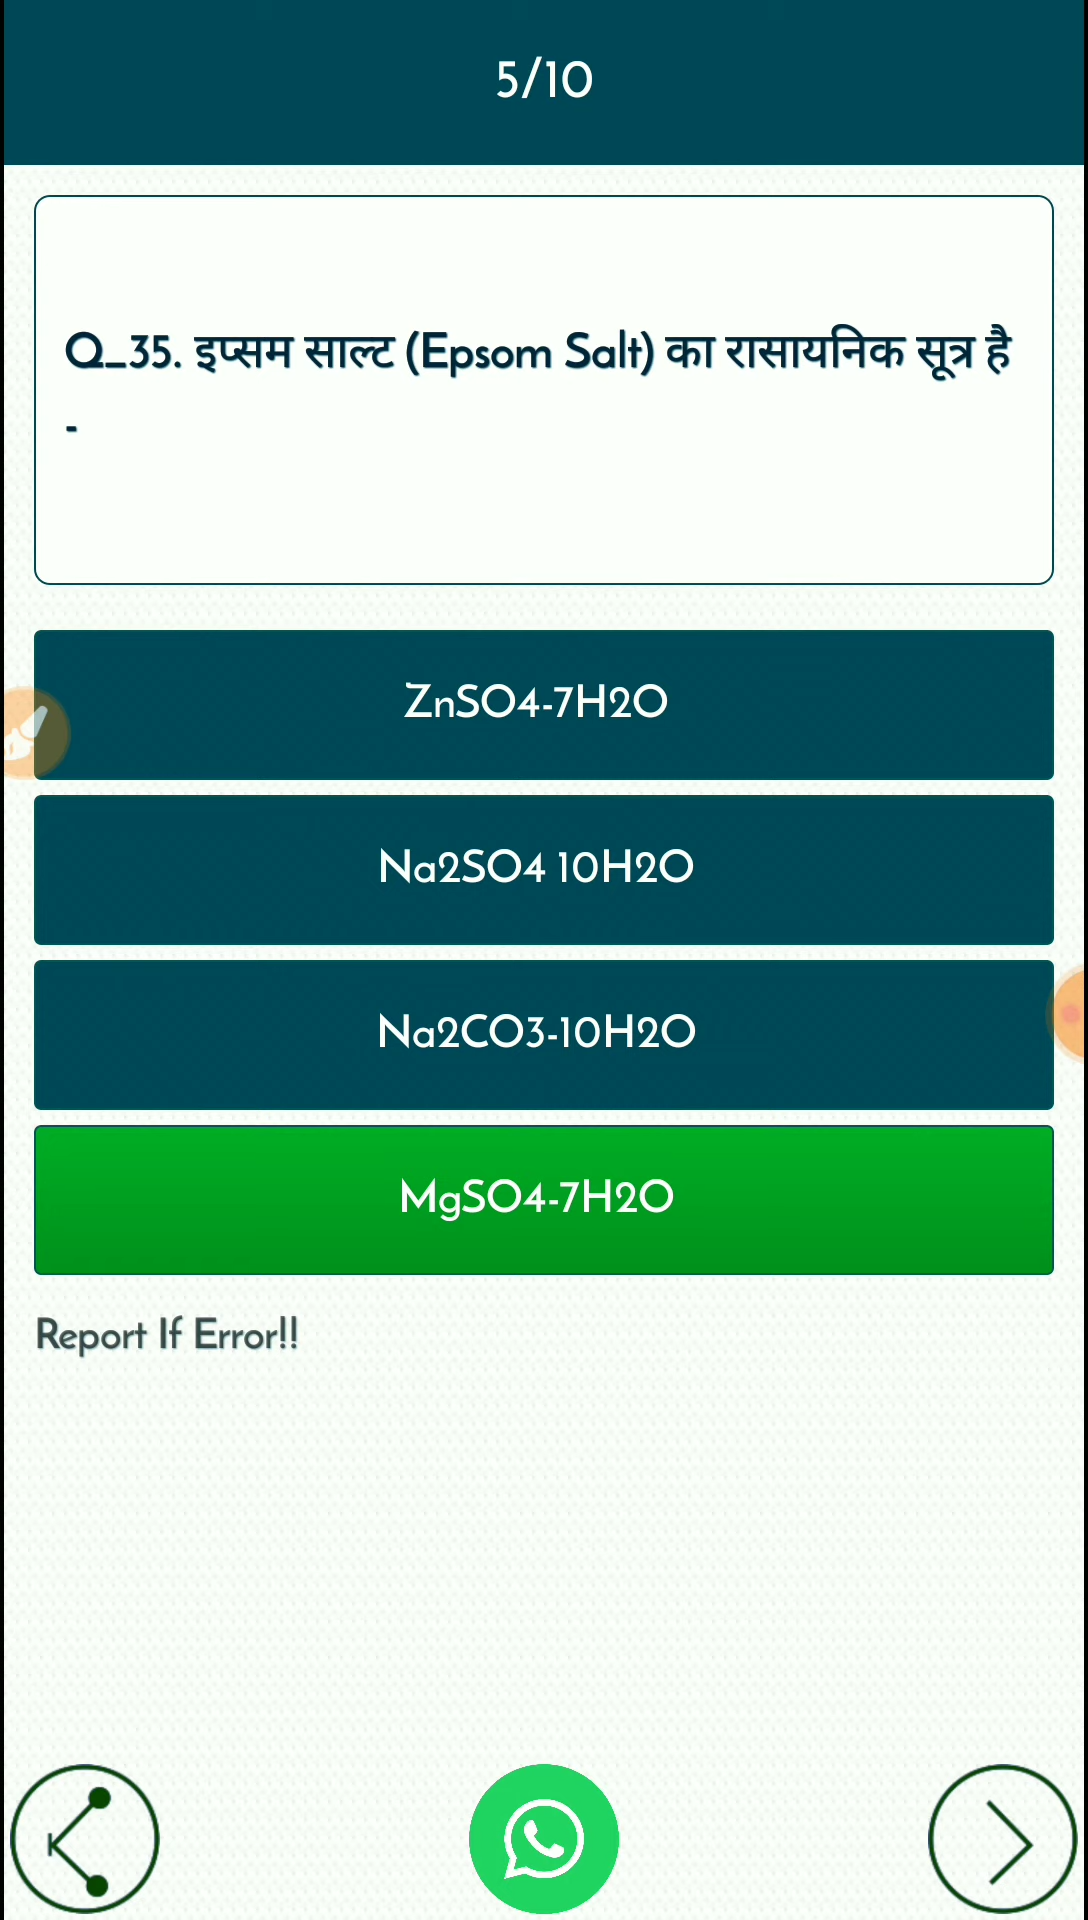 5/10
Q_35. इप्सम साल्ट (Epsom Salt) का रासायनिक सूत्र है
-
ZnSO4-7H2O
Na2SO4 10H2O
Na2CO3-10H2O
MgSO4-7H2O
Report If Error!!